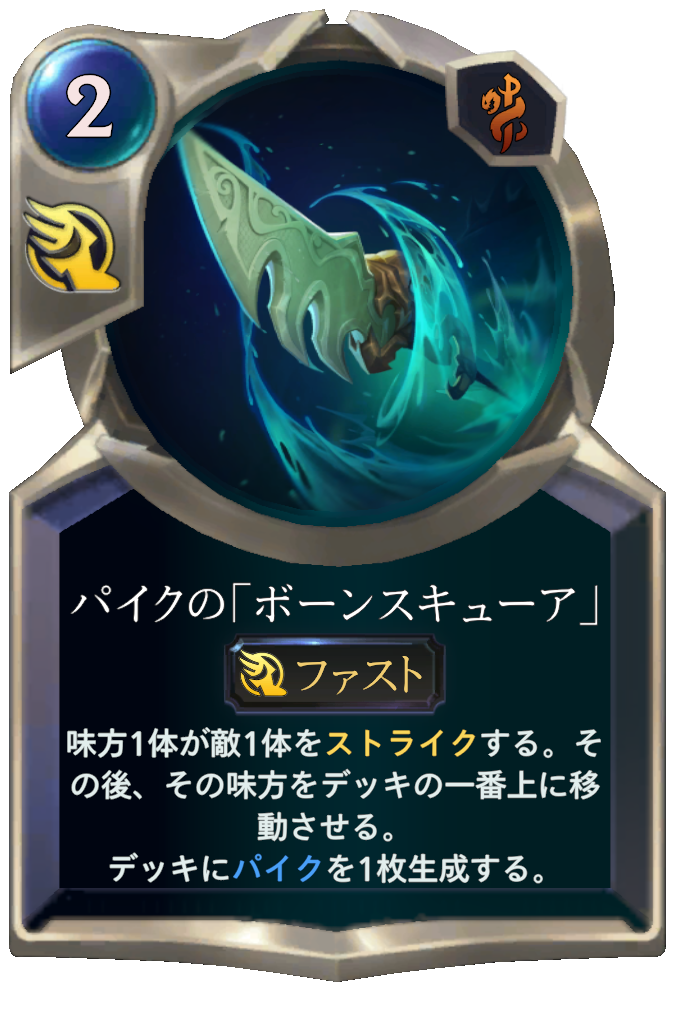 2
パイクの「ボーンスキューア」
ファスト
味方1体が敵1体をストライクする。そ
の後、その味方をデッキの一番上に移
動させる。
デッキにパイクを1枚生成する。